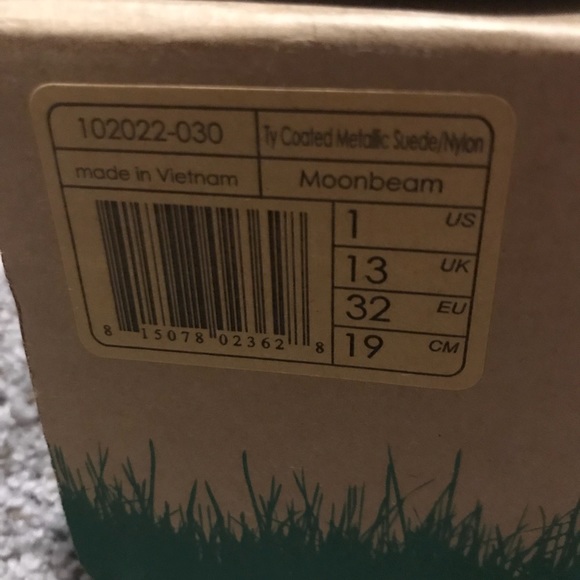 102022-030
Ty Coated Metallic Suede/Nylon
made in Vietnam
Moonbeam
1 US
13 UK
32 EU
19 CM
8 15078 02362 8